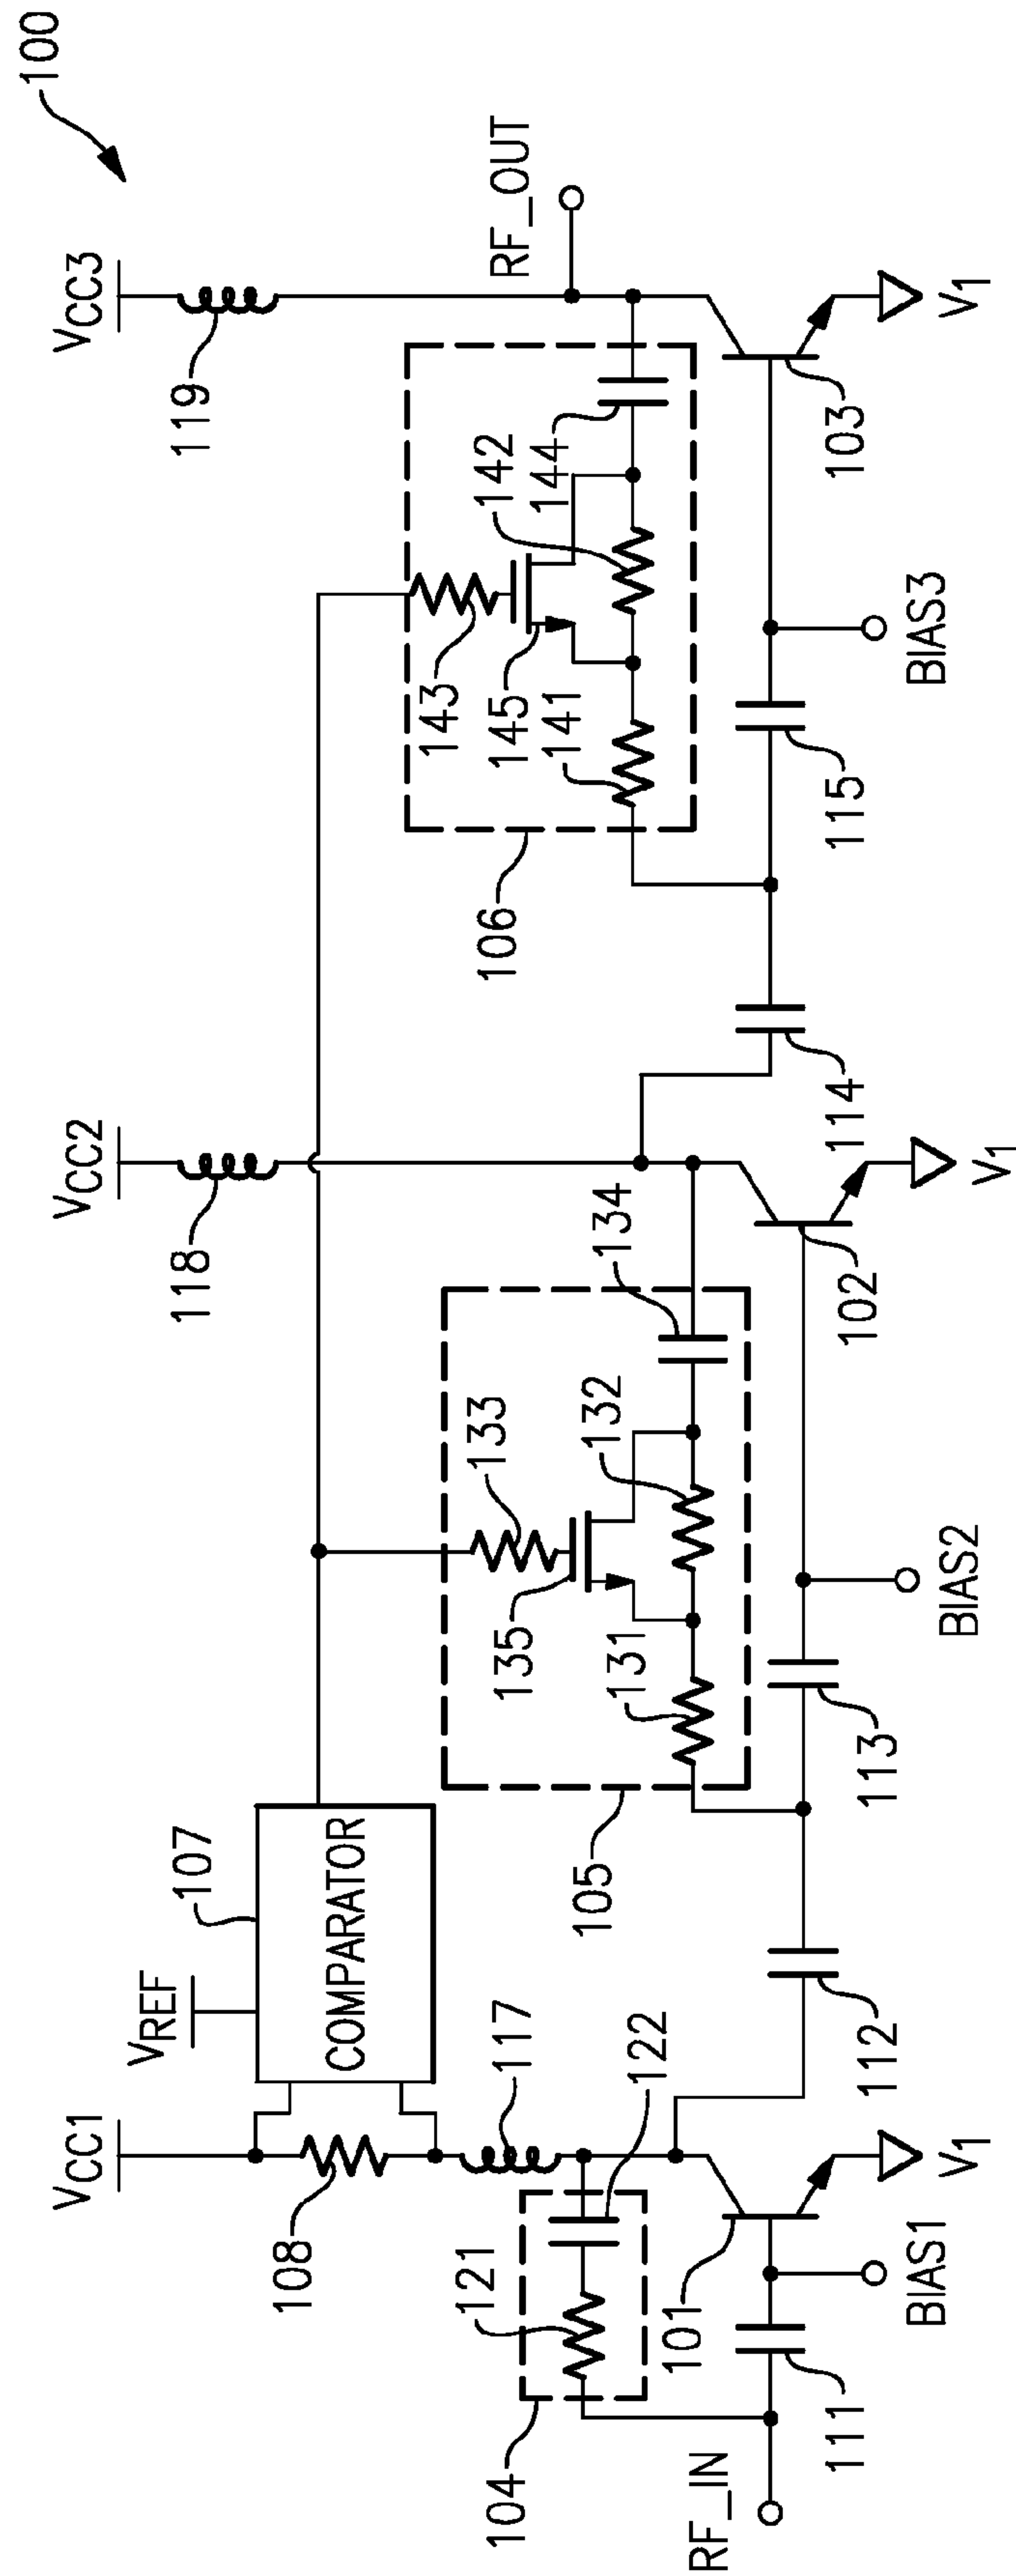 100
VCC1
VCC2
VCC3
VREF
107
COMPARATOR
108
117
118
119
RF_OUT
104
121
122
105
133
135
131
132
134
106
143
145
141
142
144
RF_IN
111
101
BIAS1
V1
112
113
BIAS2
102
V1
114
115
BIAS3
103
V1